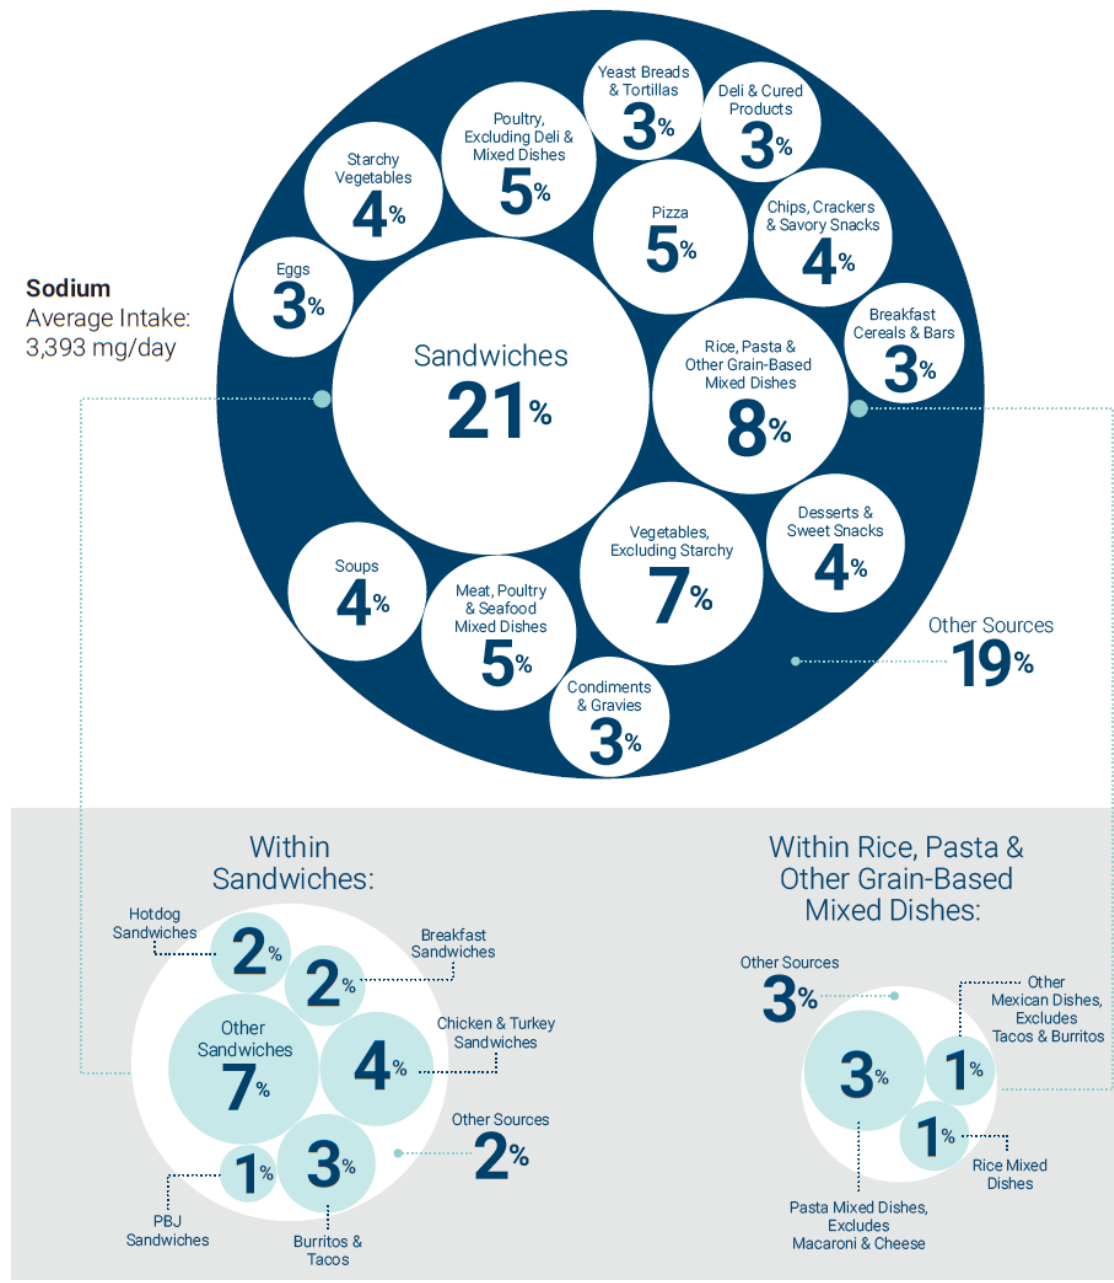 Yeast Breads
& Tortillas
3%
Deli & Cured
Products
3%
Poultry,
Excluding Deli &
Mixed Dishes
5%
Starchy
Vegetables
4%
Pizza
5%
Chips, Crackers
& Savory Snacks
4%
Eggs
3%
Sodium
Average Intake:
3,393 mg/day
Breakfast
Cereals & Bars
3%
Sandwiches
21%
Rice, Pasta &
Other Grain-Based
Mixed Dishes
8%
Desserts &
Sweet Snacks
4%
Vegetables,
Excluding Starchy
7%
Soups
4%
Meat, Poultry
& Seafood
Mixed Dishes
5%
Other Sources
19%
Condiments
& Gravies
3%
Within
Sandwiches:
Hotdog
Sandwiches
2%
Breakfast
Sandwiches
2%
Other
Sandwiches
7%
Chicken & Turkey
Sandwiches
4%
Other Sources
2%
1%
PBJ
Sandwiches
3%
Burritos &
Tacos
Within Rice, Pasta &
Other Grain-Based
Mixed Dishes:
Other Sources
3%
Other
Mexican Dishes,
Excludes
Tacos & Burritos
1%
3%
Pasta Mixed Dishes,
Excludes
Macaroni & Cheese
1%
Rice Mixed
Dishes